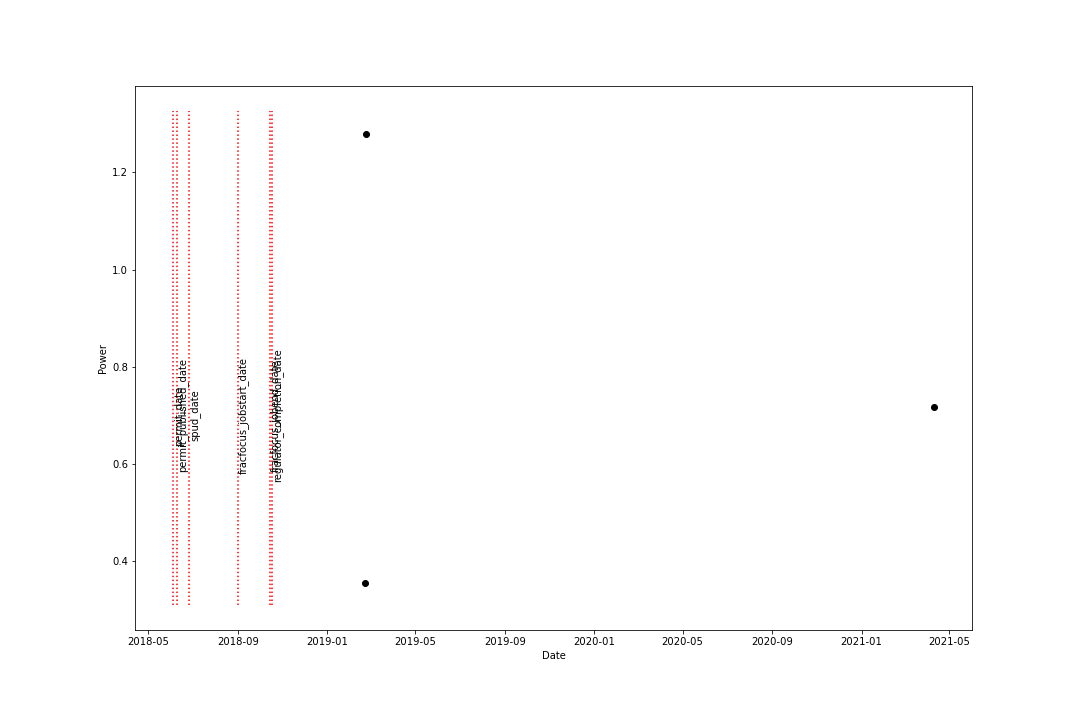 1.2
1.0
0.8
0.6
0.4
Power
permit_date
permit_published_date
spud_date
fracfocus_jobstart_date
regulator_completion_date
2018-05
2018-09
2019-01
2019-05
2019-09
2020-01
2020-05
2020-09
2021-01
2021-05
Date